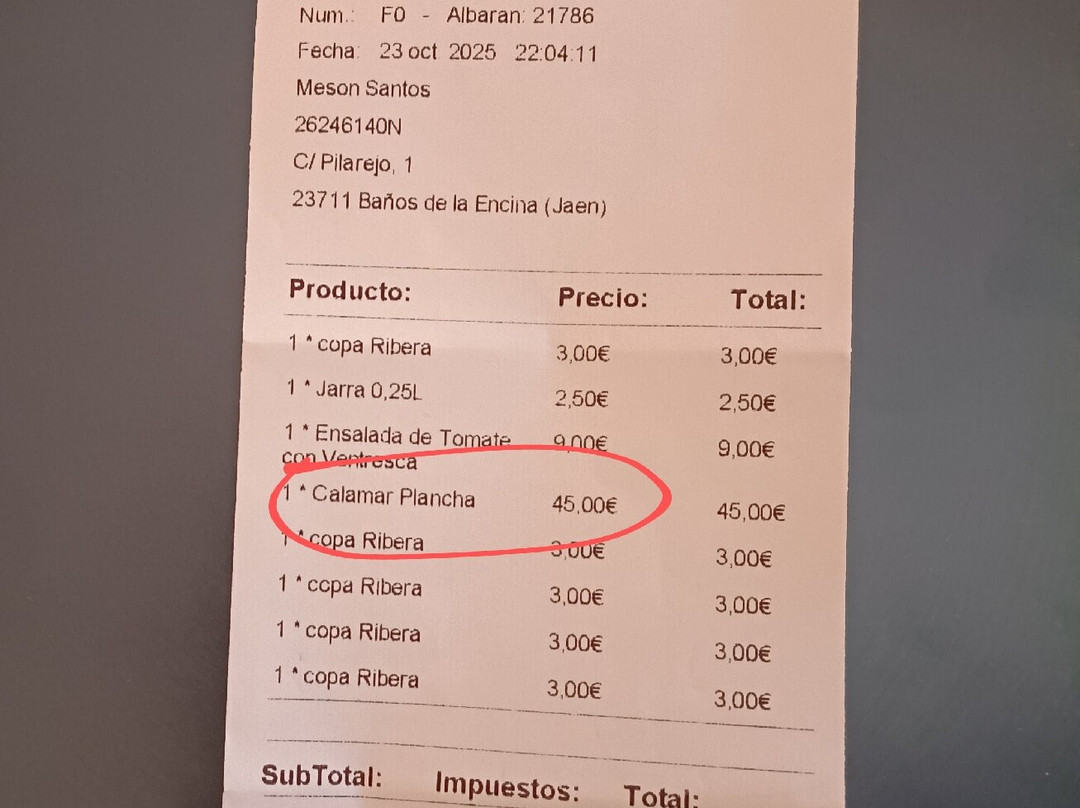 Num.: F0 - Albaran: 21786
Fecha: 23 oct 2025 22:04:11
Meson Santos
26246140N
C/ Pilarejo, 1
23711 Baños de la Encina (Jaen)
Producto: Precio: Total:
1 * copa Ribera 3,00€ 3,00€
1 * Jarra 0,25L 2,50€ 2,50€
1 * Ensalada de Tomate 9,00€ 9,00€
con Ventresca
1 * Calamar Plancha 45,00€ 45,00€
1 * copa Ribera 3,00€ 3,00€
1 * copa Ribera 3,00€ 3,00€
1 * copa Ribera 3,00€ 3,00€
1 * copa Ribera 3,00€ 3,00€
SubTotal: Impuestos: Total: